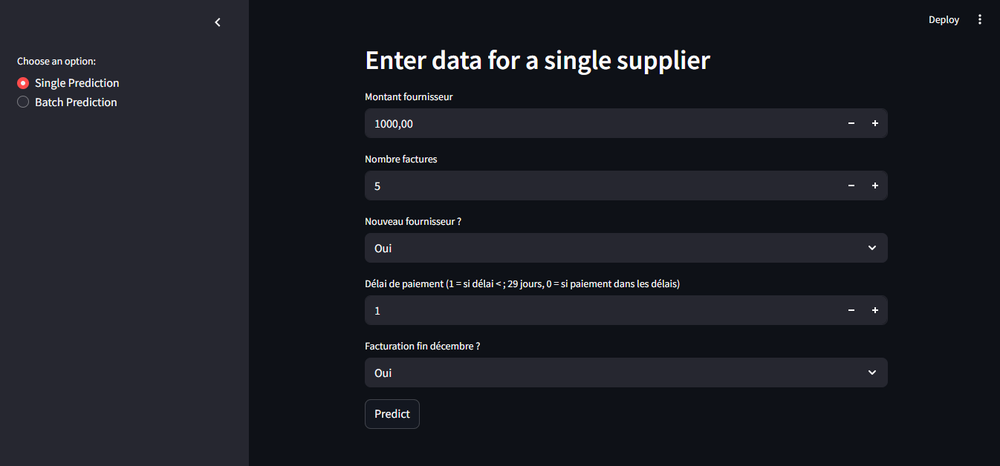 Deploy
Choose an option:
Single Prediction
Batch Prediction
Enter data for a single supplier
Montant fournisseur
1000,00
Nombre factures
5
Nouveau fournisseur ?
Oui
Délai de paiement (1 = si délai < ; 29 jours, 0 = si paiement dans les délais)
1
Facturation fin décembre ?
Oui
Predict